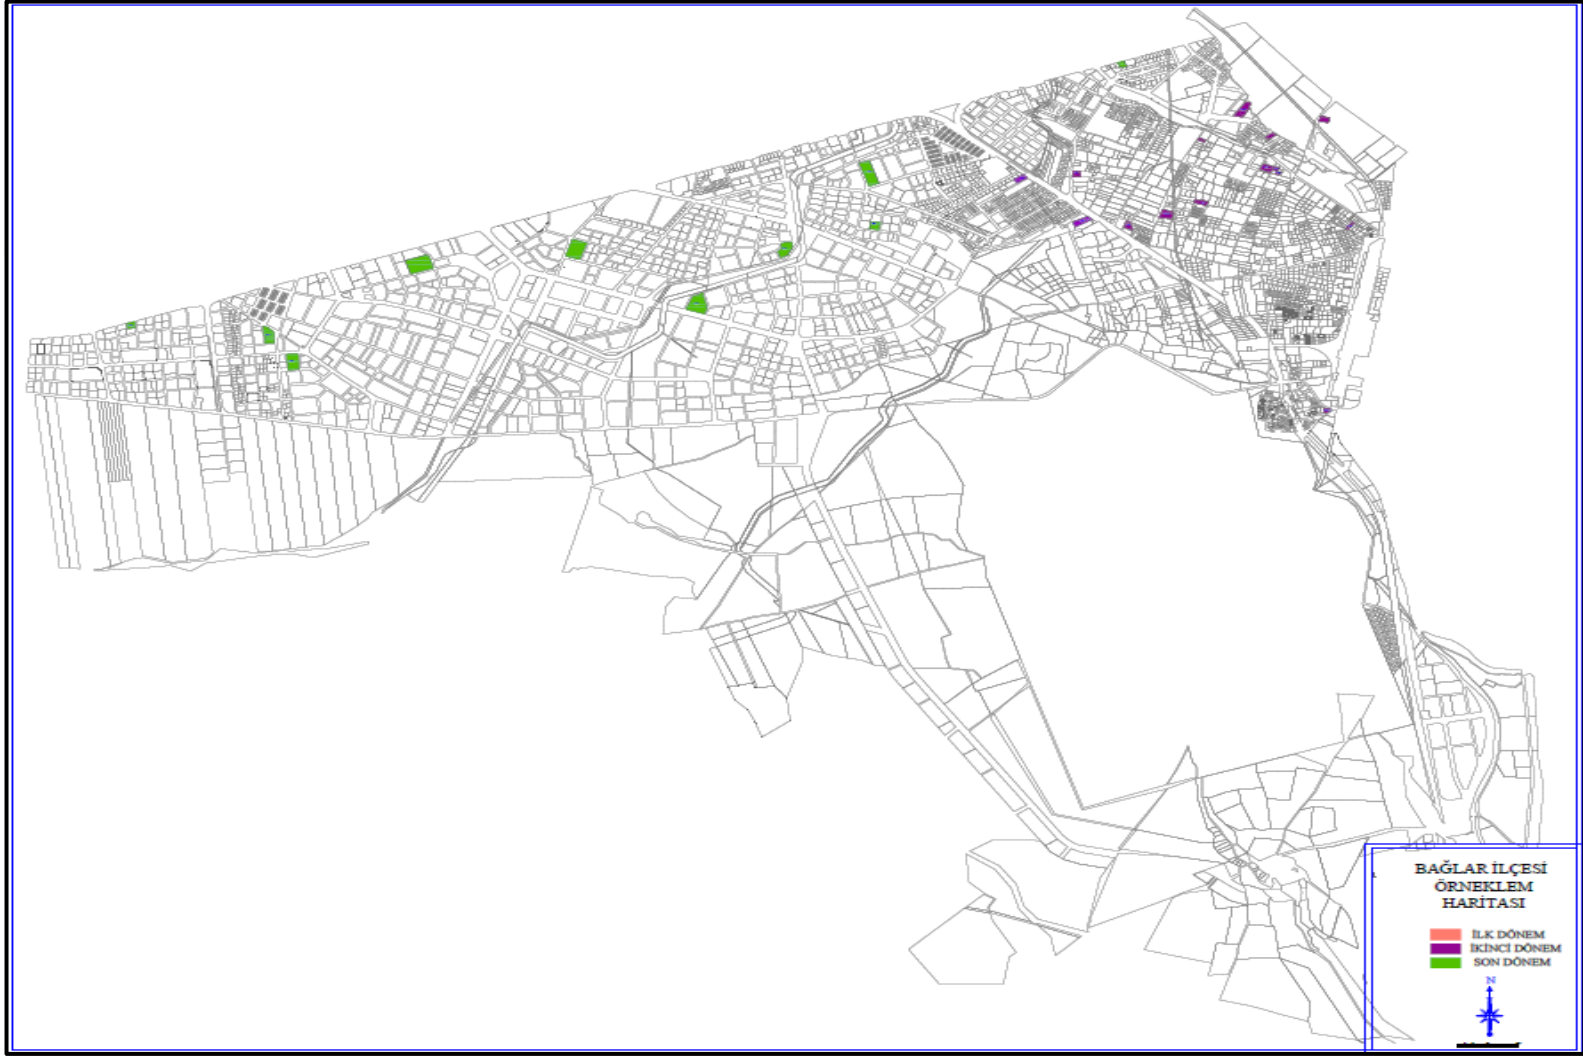 BAĞLAR İLÇESİ
ÖRNEKLEM
HARİTASI
İLK DÖNEM
İKİNCİ DÖNEM
SON DÖNEM
N